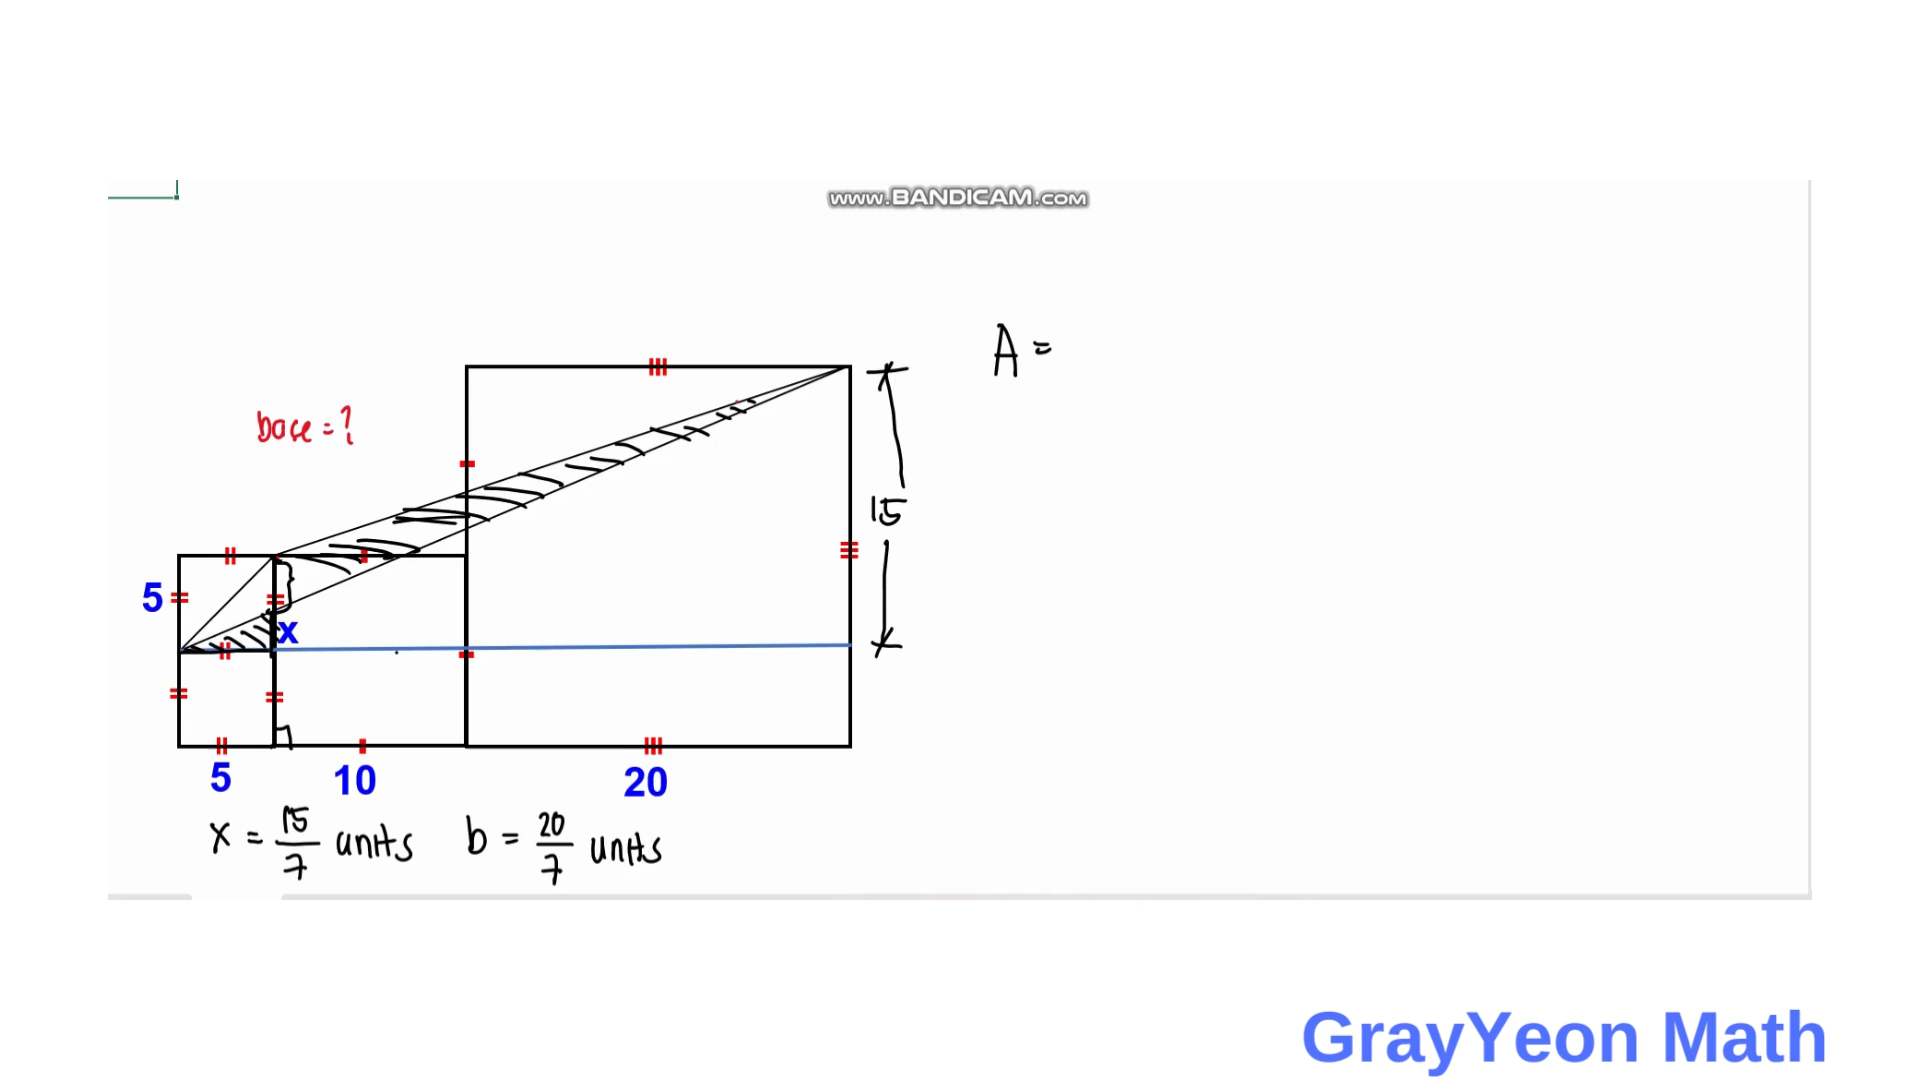 www.BANDICAM.com
A =
base = ?
15
5
x
5
10
20
x = 15/7 units b = 20/7 units
GrayYeon Math